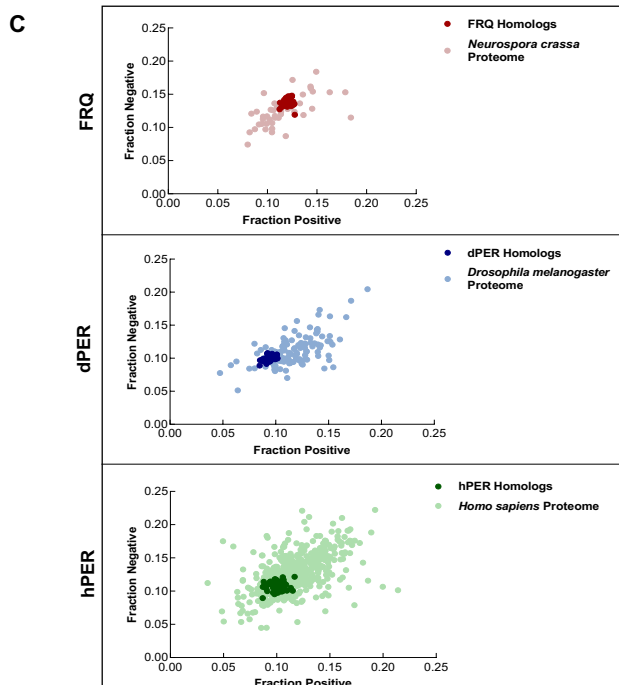 C
FRQ
Fraction Negative
0.25
0.20
0.15
0.10
0.05
0.00
0.00 0.05 0.10 0.15 0.20 0.25
Fraction Positive
FRQ Homologs
Neurospora crassa
Proteome
dPER
Fraction Negative
0.25
0.20
0.15
0.10
0.05
0.00
0.00 0.05 0.10 0.15 0.20 0.25
Fraction Positive
dPER Homologs
Drosophila melanogaster
Proteome
hPER
Fraction Negative
0.25
0.20
0.15
0.10
0.05
0.00
0.00 0.05 0.10 0.15 0.20 0.25
Fraction Positive
hPER Homologs
Homo sapiens Proteome